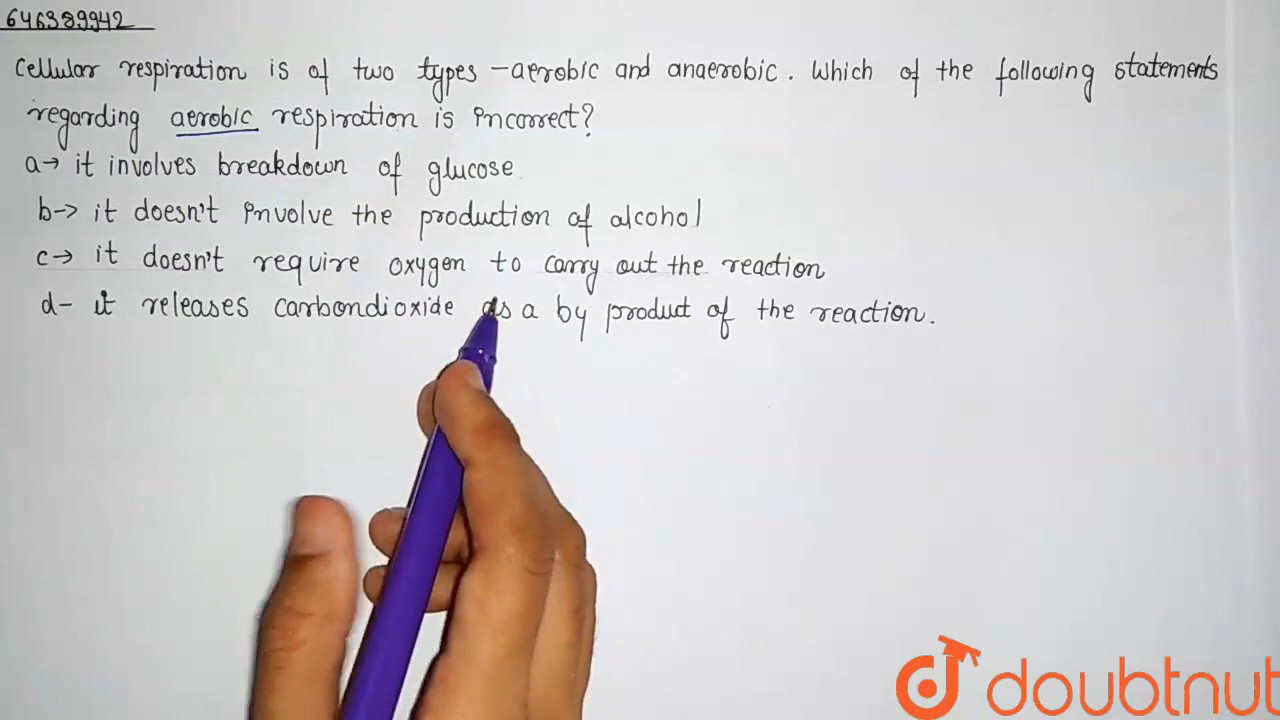 646389942
Cellular respiration is of two types - aerobic and anaerobic. Which of the following statements
regarding aerobic respiration is incorrect?
a→ it involves breakdown of glucose
b→ it doesn't involve the production of alcohol
c→ it doesn't require oxygen to carry out the reaction
d- it releases carbondioxide as a by product of the reaction.
doubtnut